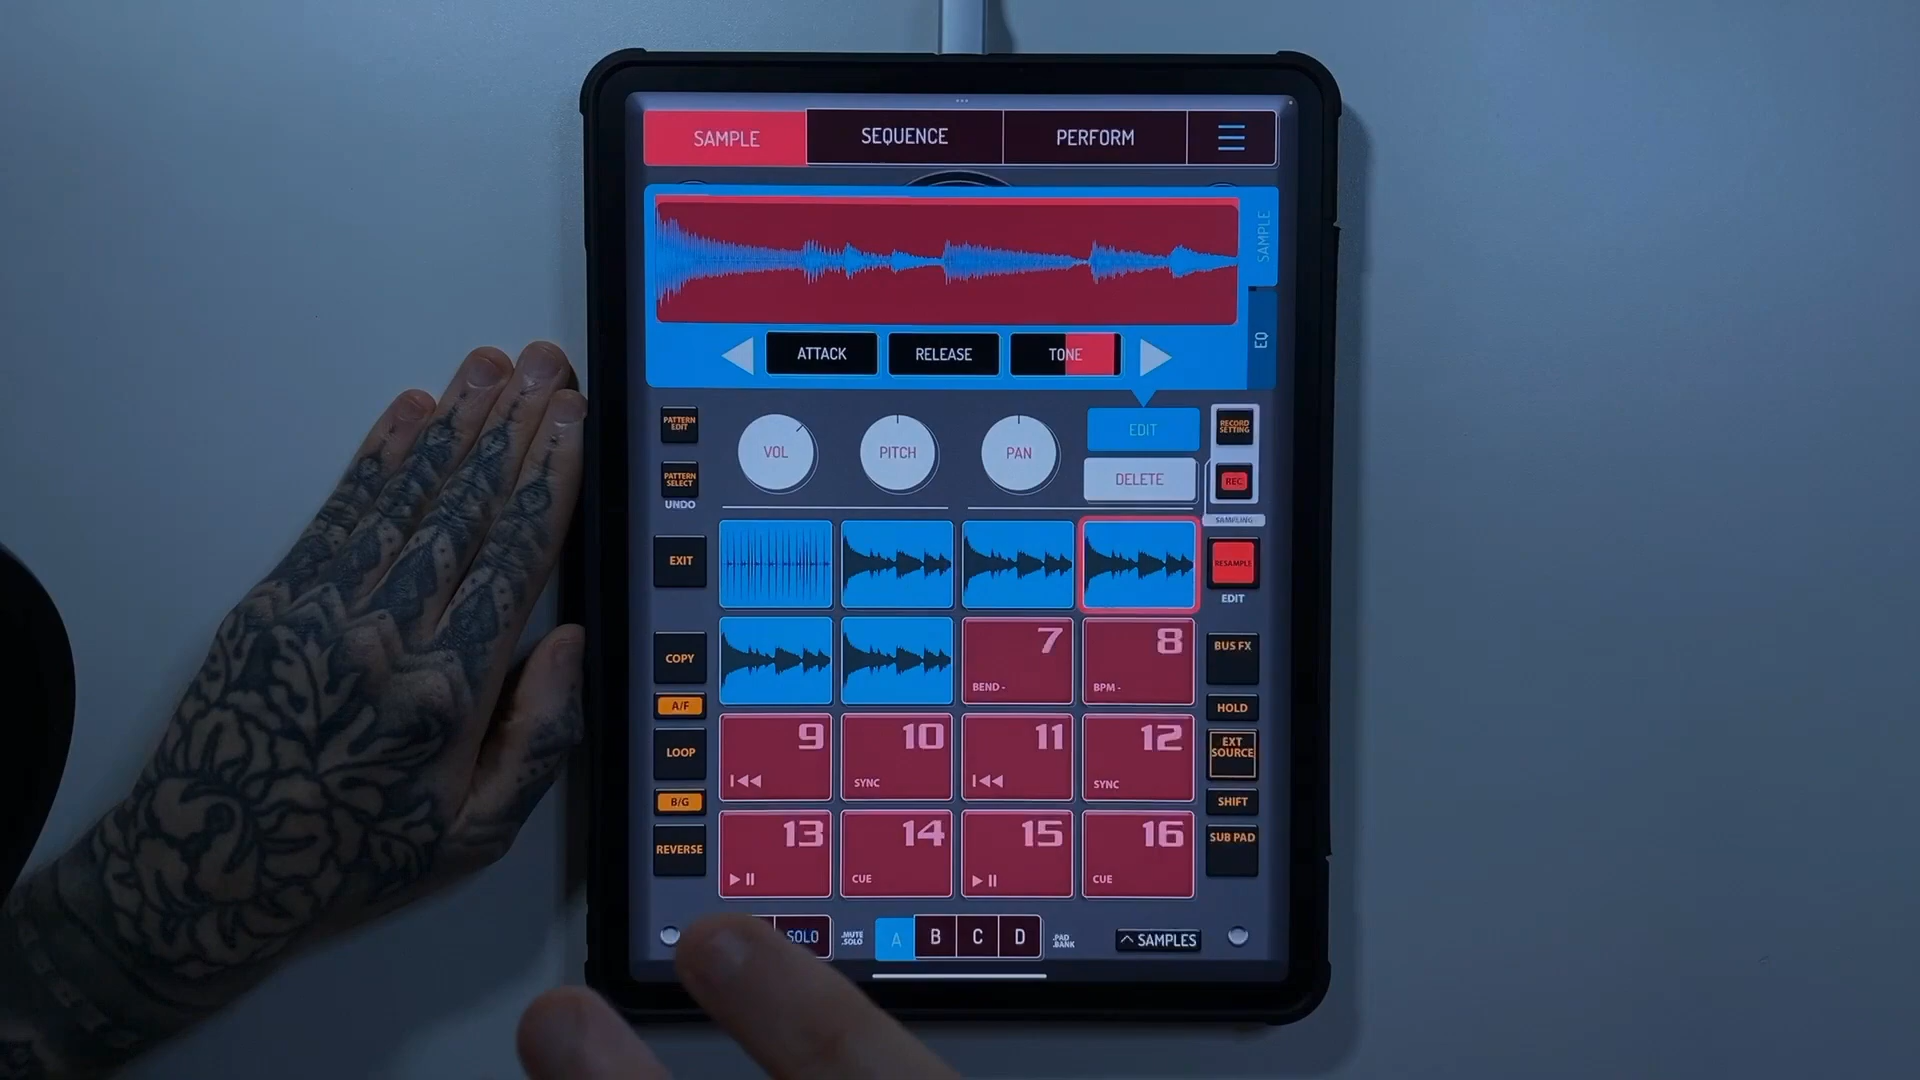 SAMPLE SEQUENCE PERFORM
SAMPLE
EQ
ATTACK RELEASE TONE
PATTERN
EDIT
VOL PITCH PAN EDIT
RECORD
SETTING
PATTERN
SELECT
UNDO
DELETE
REC
SAMPLING
EXIT
RESAMPLE
EDIT
COPY
7 8
BUS FX
BEND - BPM -
A/F
HOLD
LOOP
9 10 11 12
EXT
SOURCE
SYNC SYNC
B/G
SHIFT
REVERSE
13 14 15 16
SUB PAD
CUE CUE
SOLO
.MUTE
.SOLO
A B C D
.PAD
.BANK
SAMPLES